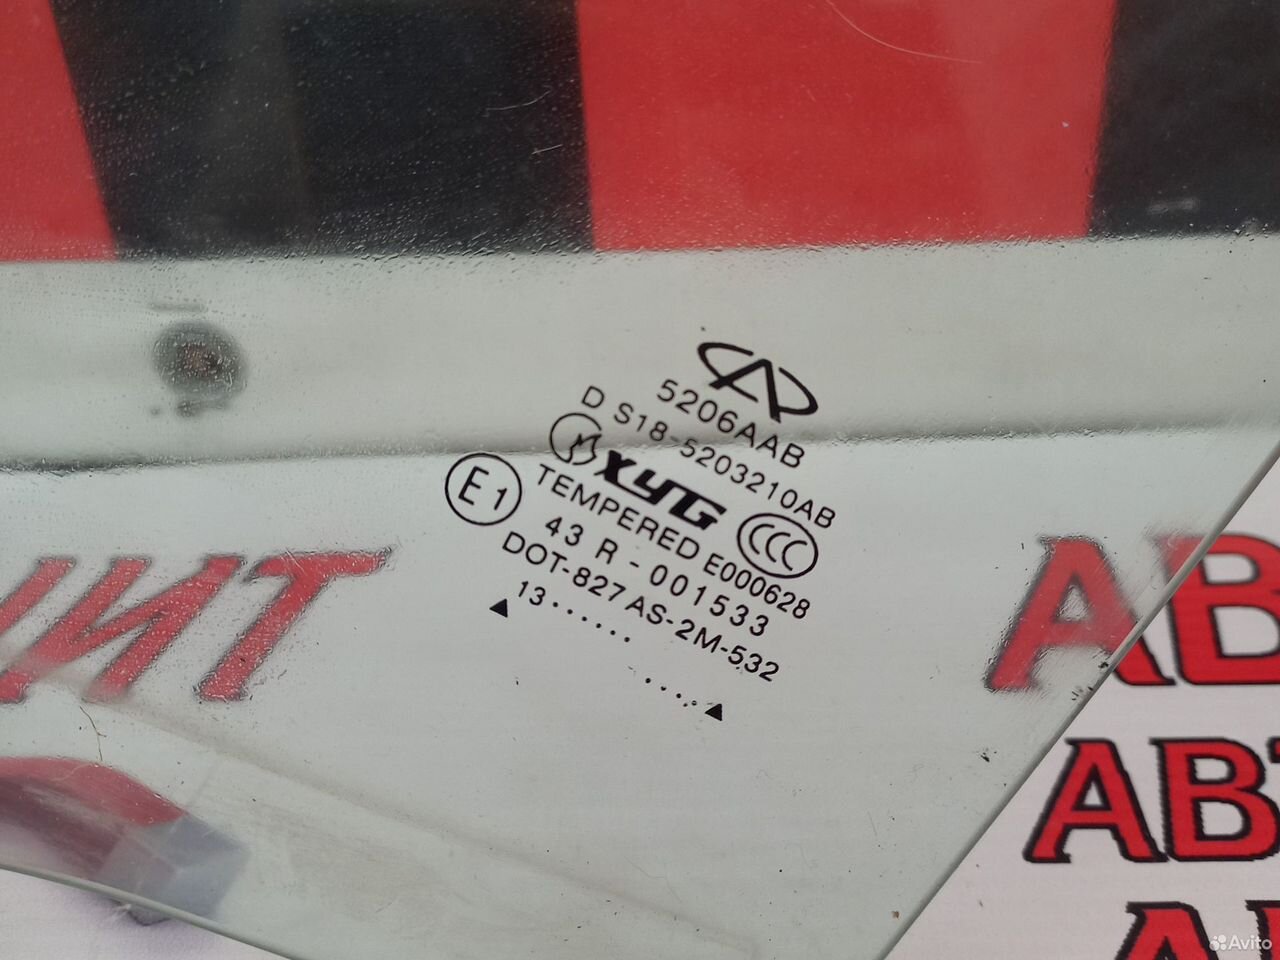 5206AAB
D S18-5203210AB
XYG
E1 TEMPERED E000628 CCC
43 R - 001533
DOT-827 AS-2M-532
▲ 13・・・・・・ ・・・・・ ▲
ЦИТ
АВ
АВТ
А
Avito